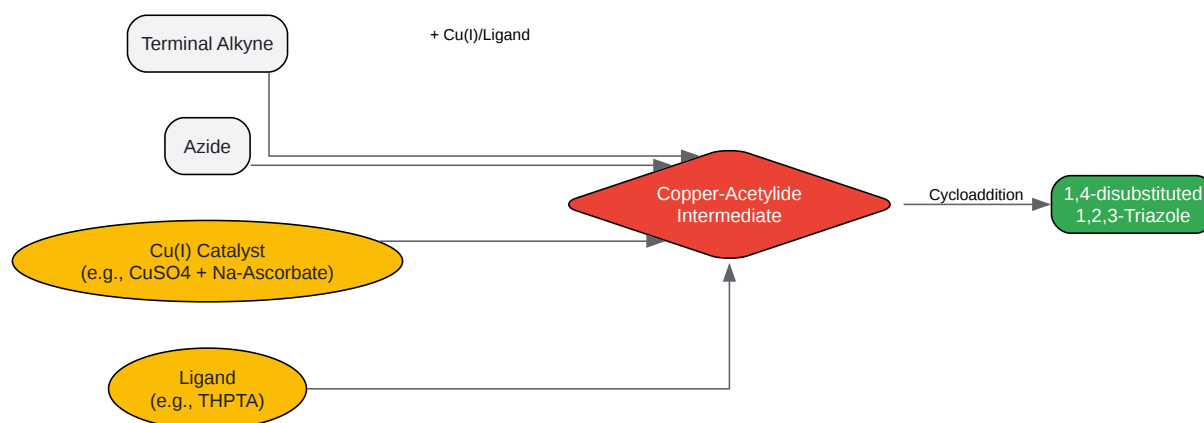 Terminal Alkyne
+ Cu(I)/Ligand
Azide
Copper-Acetylide
Intermediate
Cycloaddition
1,4-disubstituted
1,2,3-Triazole
Cu(I) Catalyst
(e.g., CuSO4 + Na-Ascorbate)
Ligand
(e.g., THPTA)